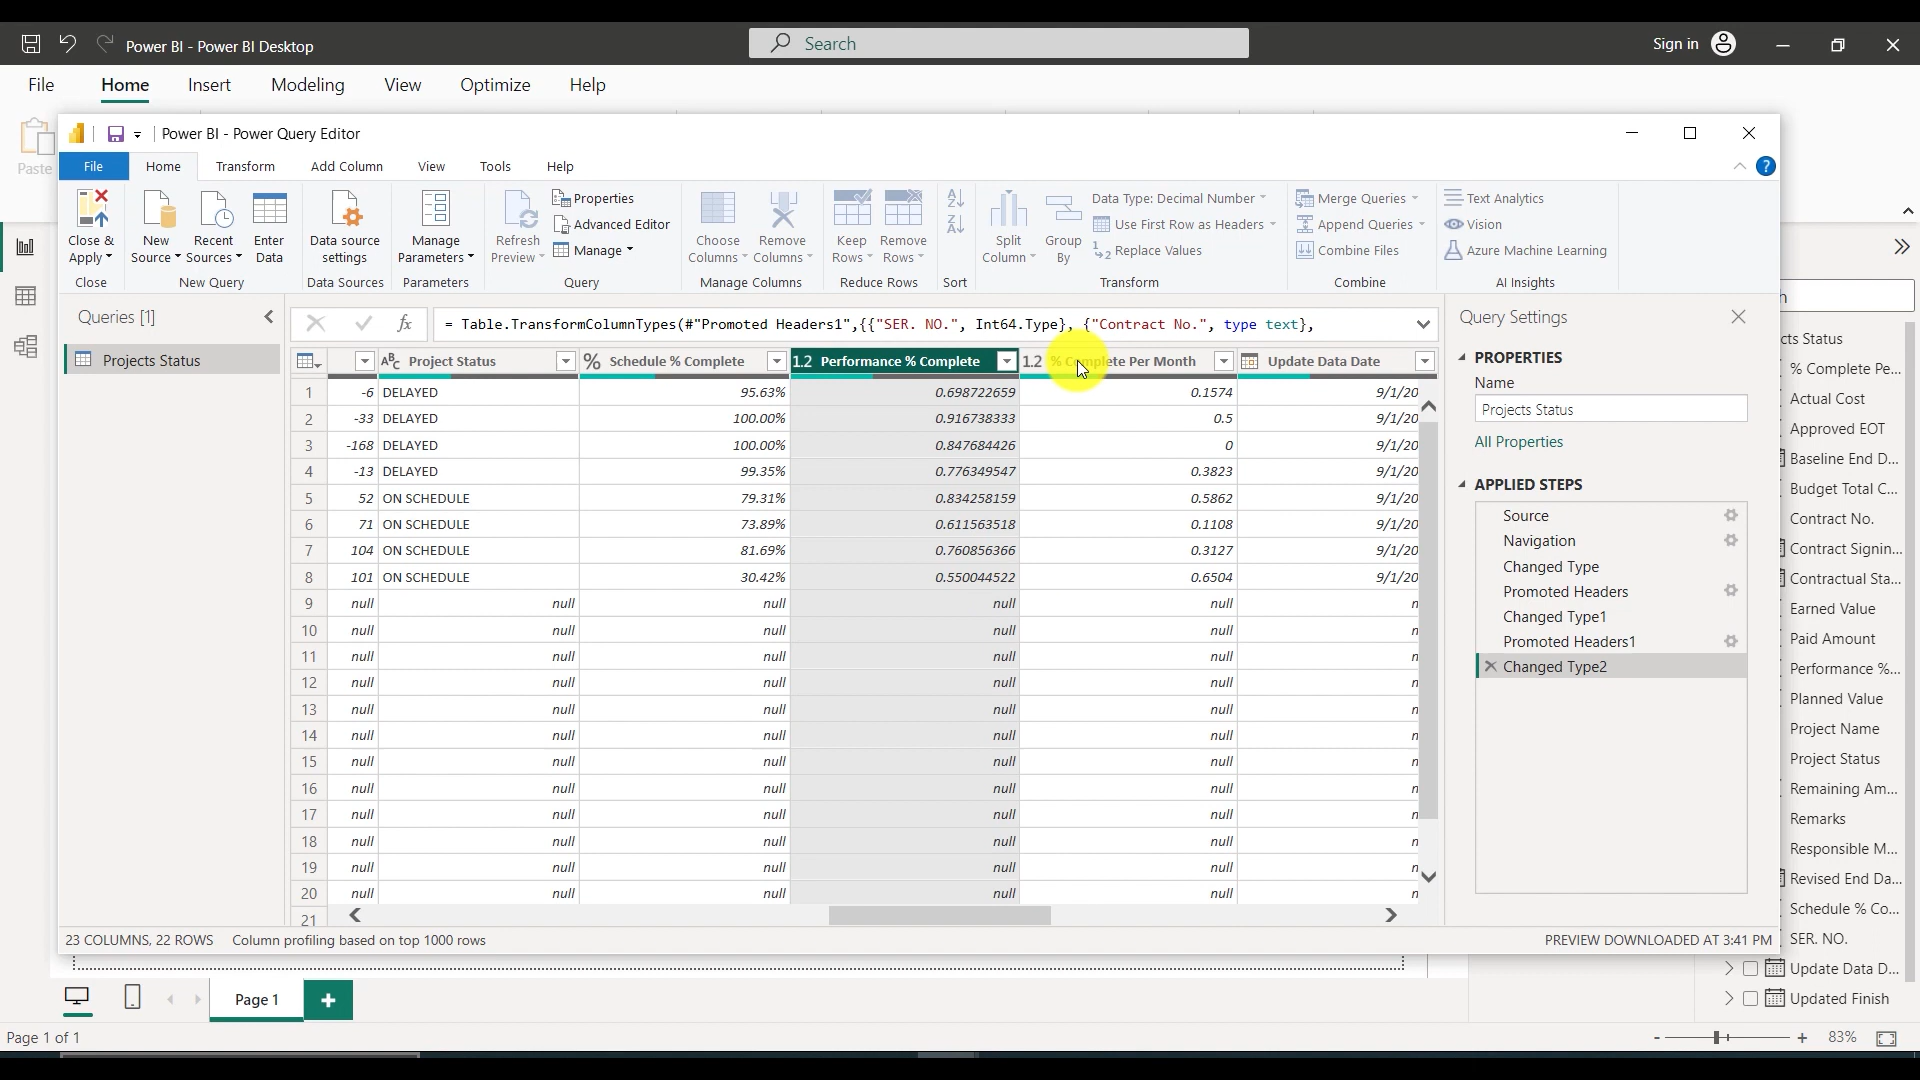 Power BI - Power BI Desktop
Search
Sign in
File Home Insert Modeling View Optimize Help
Paste
Power BI - Power Query Editor
File Home Transform Add Column View Tools Help
Close & Apply
Close
New Source
Recent Sources
Enter Data
New Query
Data source settings
Data Sources
Manage Parameters
Parameters
Refresh Preview
Properties
Advanced Editor
Manage
Query
Choose Columns
Remove Columns
Manage Columns
Keep Rows
Remove Rows
Reduce Rows
Sort
Split Column
Group By
Data Type: Decimal Number
Use First Row as Headers
Replace Values
Transform
Merge Queries
Append Queries
Combine Files
Combine
Text Analytics
Vision
Azure Machine Learning
AI Insights
Queries [1]
Projects Status
fx = Table.TransformColumnTypes(#"Promoted Headers1",{{"SER. NO.", Int64.Type}, {"Contract No.", type text},
ABC Project Status % Schedule % Complete 1.2 Performance % Complete 1.2 % Complete Per Month Update Data Date
1 -6 DELAYED 95.63% 0.698722659 0.1574 9/1/20
2 -33 DELAYED 100.00% 0.916738333 0.5 9/1/20
3 -168 DELAYED 100.00% 0.847684426 0 9/1/20
4 -13 DELAYED 99.35% 0.776349547 0.3823 9/1/20
5 52 ON SCHEDULE 79.31% 0.834258159 0.5862 9/1/20
6 71 ON SCHEDULE 73.89% 0.611563518 0.1108 9/1/20
7 104 ON SCHEDULE 81.69% 0.760856366 0.3127 9/1/20
8 101 ON SCHEDULE 30.42% 0.550044522 0.6504 9/1/20
9 null null null null null n
10 null null null null null n
11 null null null null null n
12 null null null null null n
13 null null null null null n
14 null null null null null n
15 null null null null null n
16 null null null null null n
17 null null null null null n
18 null null null null null n
19 null null null null null n
20 null null null null null n
21
23 COLUMNS, 22 ROWS Column profiling based on top 1000 rows
PREVIEW DOWNLOADED AT 3:41 PM
Query Settings
PROPERTIES
Name
Projects Status
All Properties
APPLIED STEPS
Source
Navigation
Changed Type
Promoted Headers
Changed Type1
Promoted Headers1
Changed Type2
h
cts Status
% Complete Pe...
Actual Cost
Approved EOT
Baseline End D...
Budget Total C...
Contract No.
Contract Signin...
Contractual Sta...
Earned Value
Paid Amount
Performance %...
Planned Value
Project Name
Project Status
Remaining Am...
Remarks
Responsible M...
Revised End Da...
Schedule % Co...
SER. NO.
Update Data D...
Updated Finish
Page 1
Page 1 of 1
83%